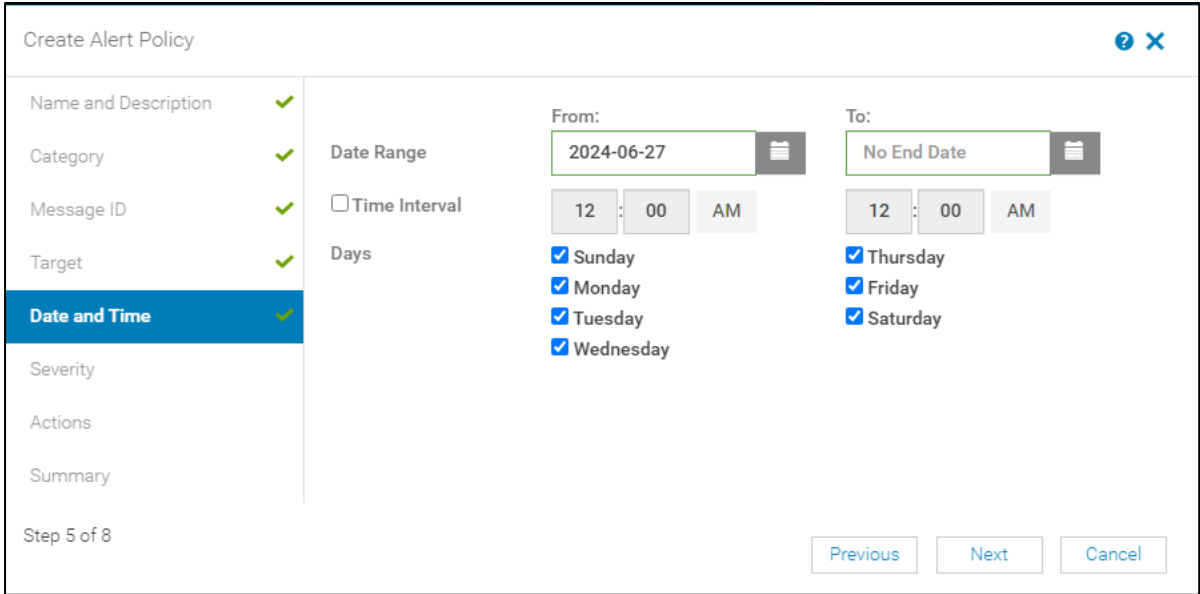 Create Alert Policy
Name and Description
Category
Message ID
Target
Date and Time
Severity
Actions
Summary
Step 5 of 8
From: To:
Date Range 2024-06-27 No End Date
Time Interval 12 : 00 AM 12 : 00 AM
Days Sunday Thursday
Monday Friday
Tuesday Saturday
Wednesday
Previous Next Cancel